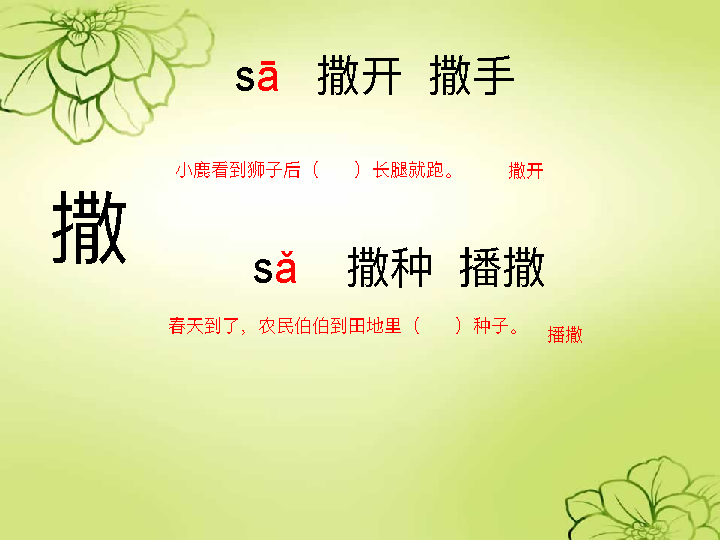 sā 撒开 撒手
小鹿看到狮子后（ ）长腿就跑。 撒开
撒
sǎ 撒种 播撒
春天到了，农民伯伯到田地里（ ）种子。 播撒